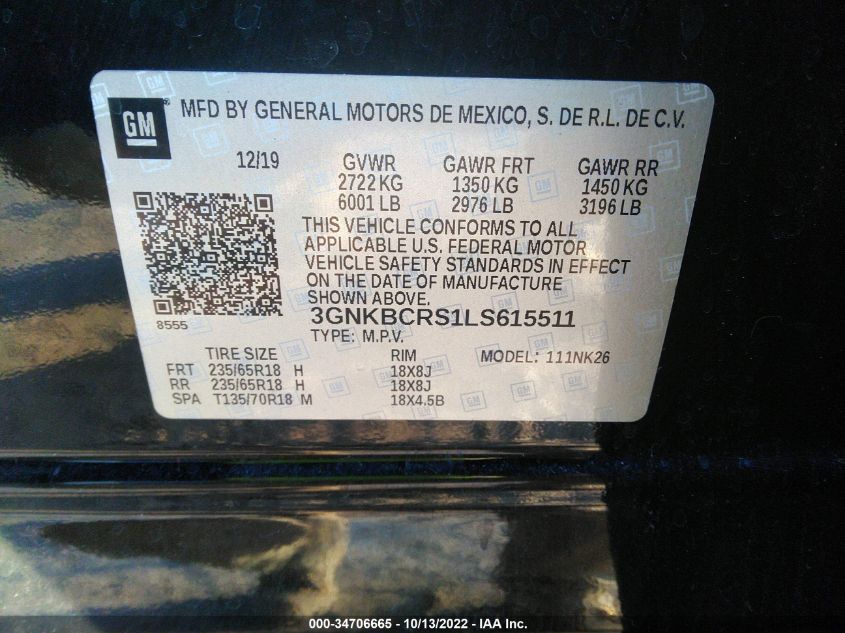 GM
MFD BY GENERAL MOTORS DE MEXICO, S. DE R.L. DE C.V.
12/19 GVWR GAWR FRT GAWR RR
2722 KG 1350 KG 1450 KG
6001 LB 2976 LB 3196 LB
THIS VEHICLE CONFORMS TO ALL
APPLICABLE U.S. FEDERAL MOTOR
VEHICLE SAFETY STANDARDS IN EFFECT
ON THE DATE OF MANUFACTURE
SHOWN ABOVE.
8555
3GNKBCRS1LS615511
TYPE: M.P.V.
TIRE SIZE RIM MODEL: 111NK26
FRT 235/65R18 H 18X8J
RR 235/65R18 H 18X8J
SPA T135/70R18 M 18X4.5B
000-34706665 - 10/13/2022 - IAA Inc.